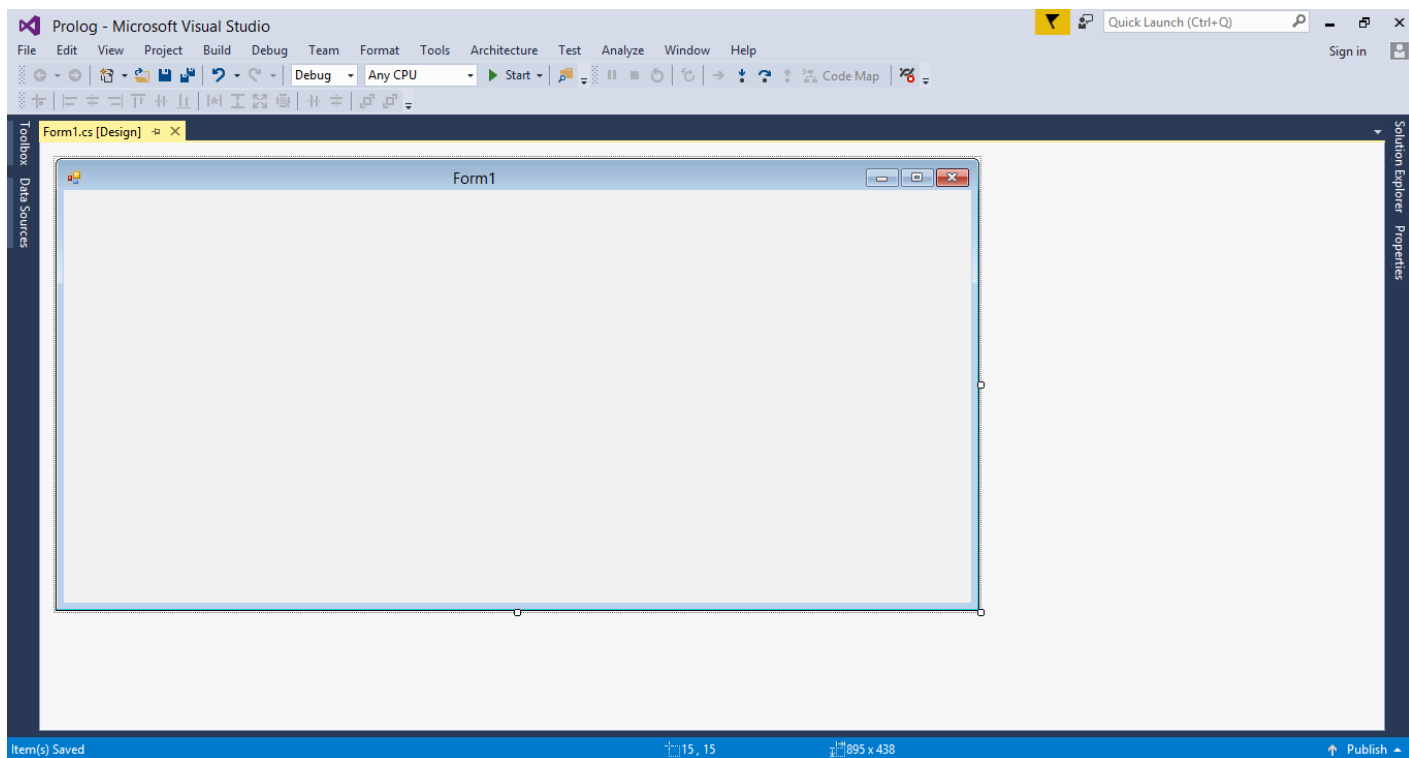 Prolog - Microsoft Visual Studio
Quick Launch (Ctrl+Q)
File Edit View Project Build Debug Team Format Tools Architecture Test Analyze Window Help
Sign in
Debug Any CPU Start Code Map
Form1.cs [Design]
Toolbox
Data Sources
Form1
Solution Explorer
Properties
Item(s) Saved 15, 15 895 x 438 Publish